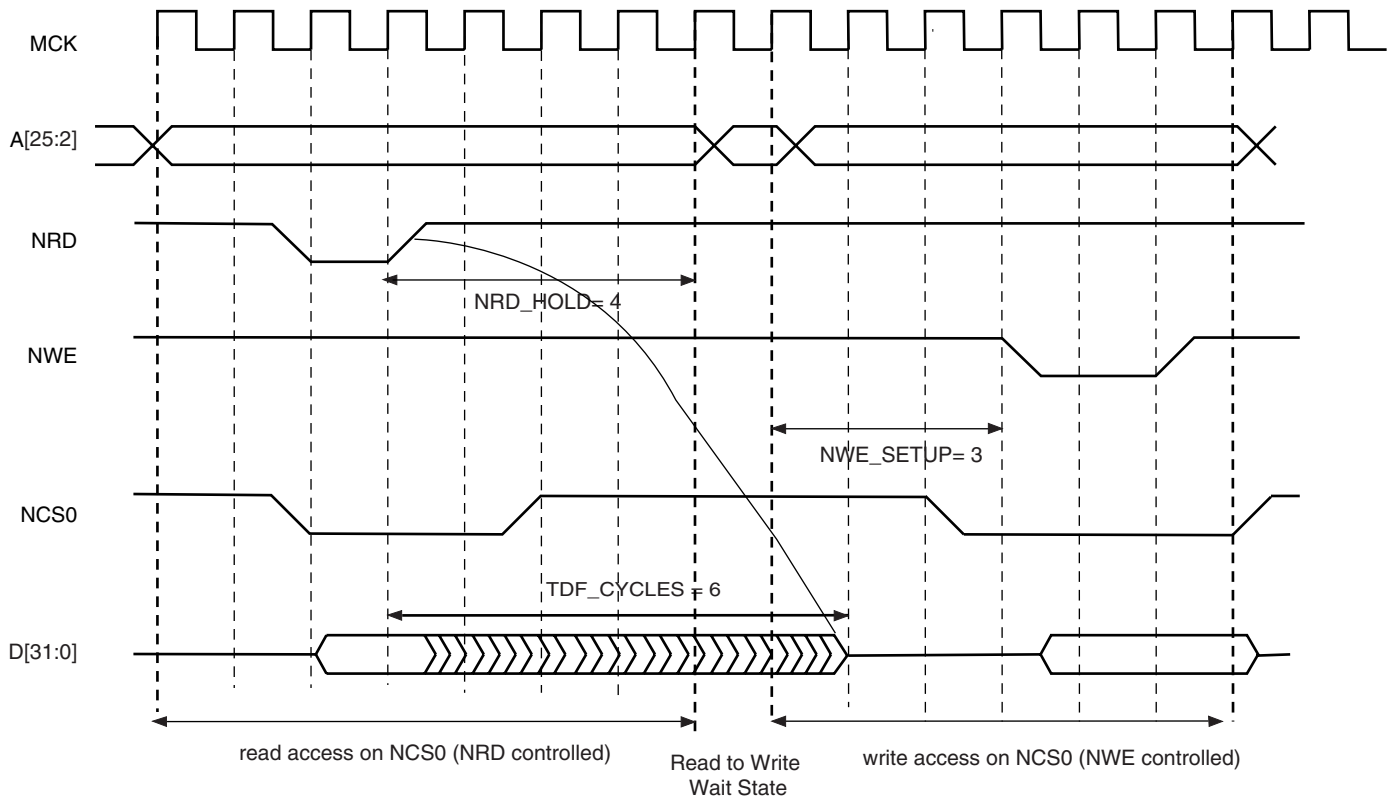 MCK
A[25:2]
NRD
NRD_HOLD= 4
NWE
NWE_SETUP= 3
NCS0
TDF_CYCLES = 6
D[31:0]
read access on NCS0 (NRD controlled)
Read to Write
Wait State
write access on NCS0 (NWE controlled)